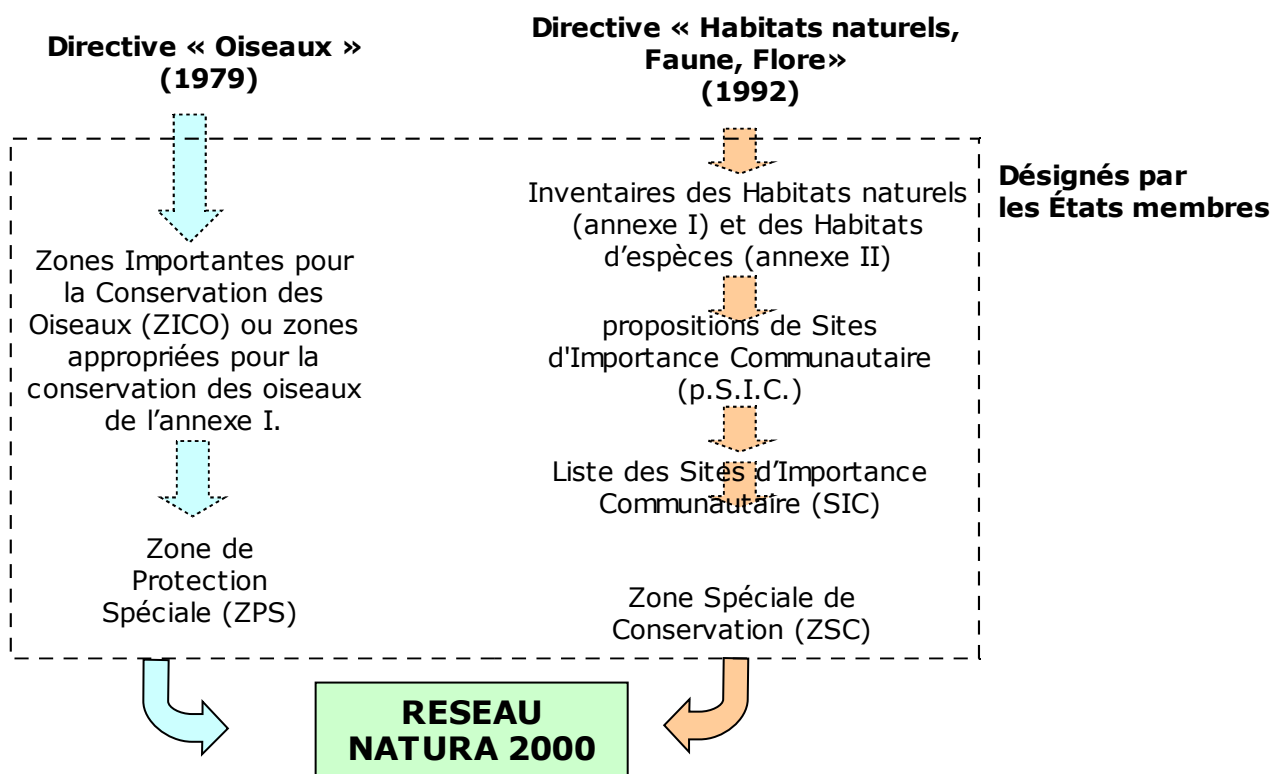 Directive « Oiseaux »
(1979)
Directive « Habitats naturels,
Faune, Flore»
(1992)
Désignés par
les États membres
Zones Importantes pour
la Conservation des
Oiseaux (ZICO) ou zones
appropriées pour la
conservation des oiseaux
de l’annexe I.
Zone de
Protection
Spéciale (ZPS)
Inventaires des Habitats naturels
(annexe I) et des Habitats
d’espèces (annexe II)
propositions de Sites
d'Importance Communautaire
(p.S.I.C.)
Liste des Sites d’Importance
Communautaire (SIC)
Zone Spéciale de
Conservation (ZSC)
RESEAU
NATURA 2000